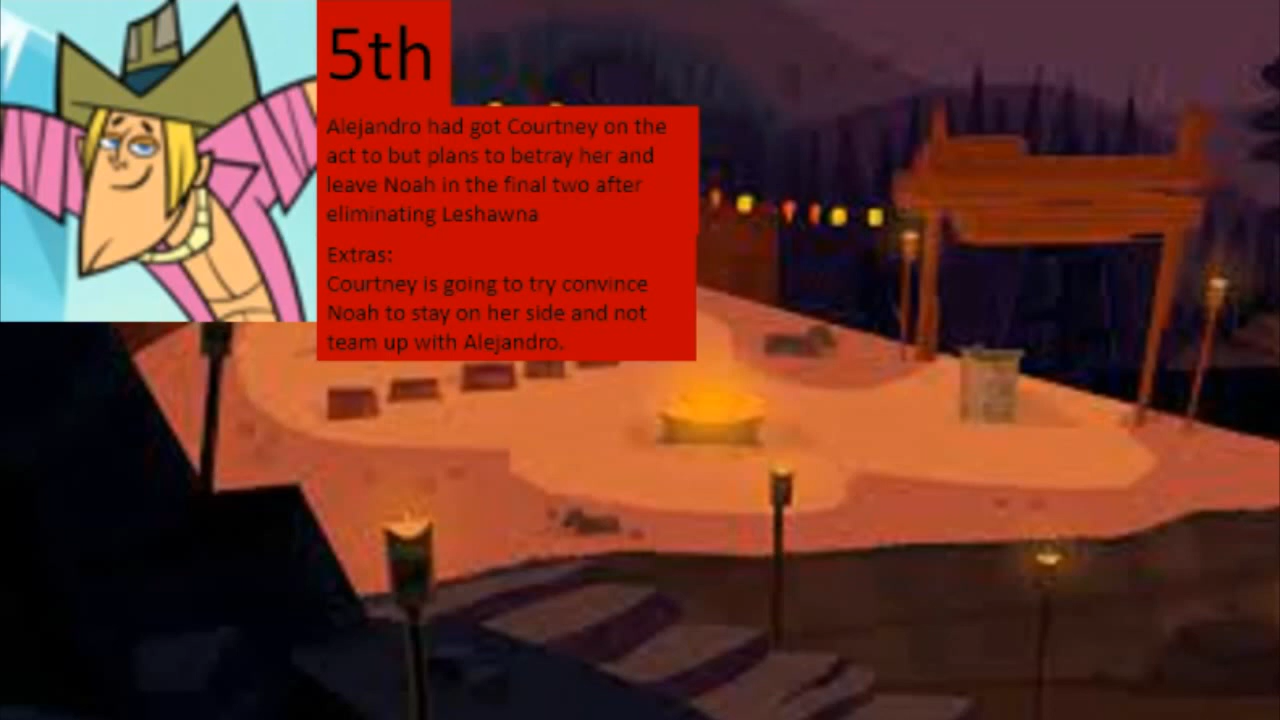 5th
Alejandro had got Courtney on the
act to but plans to betray her and
leave Noah in the final two after
eliminating Leshawna
Extras:
Courtney is going to try convince
Noah to stay on her side and not
team up with Alejandro.